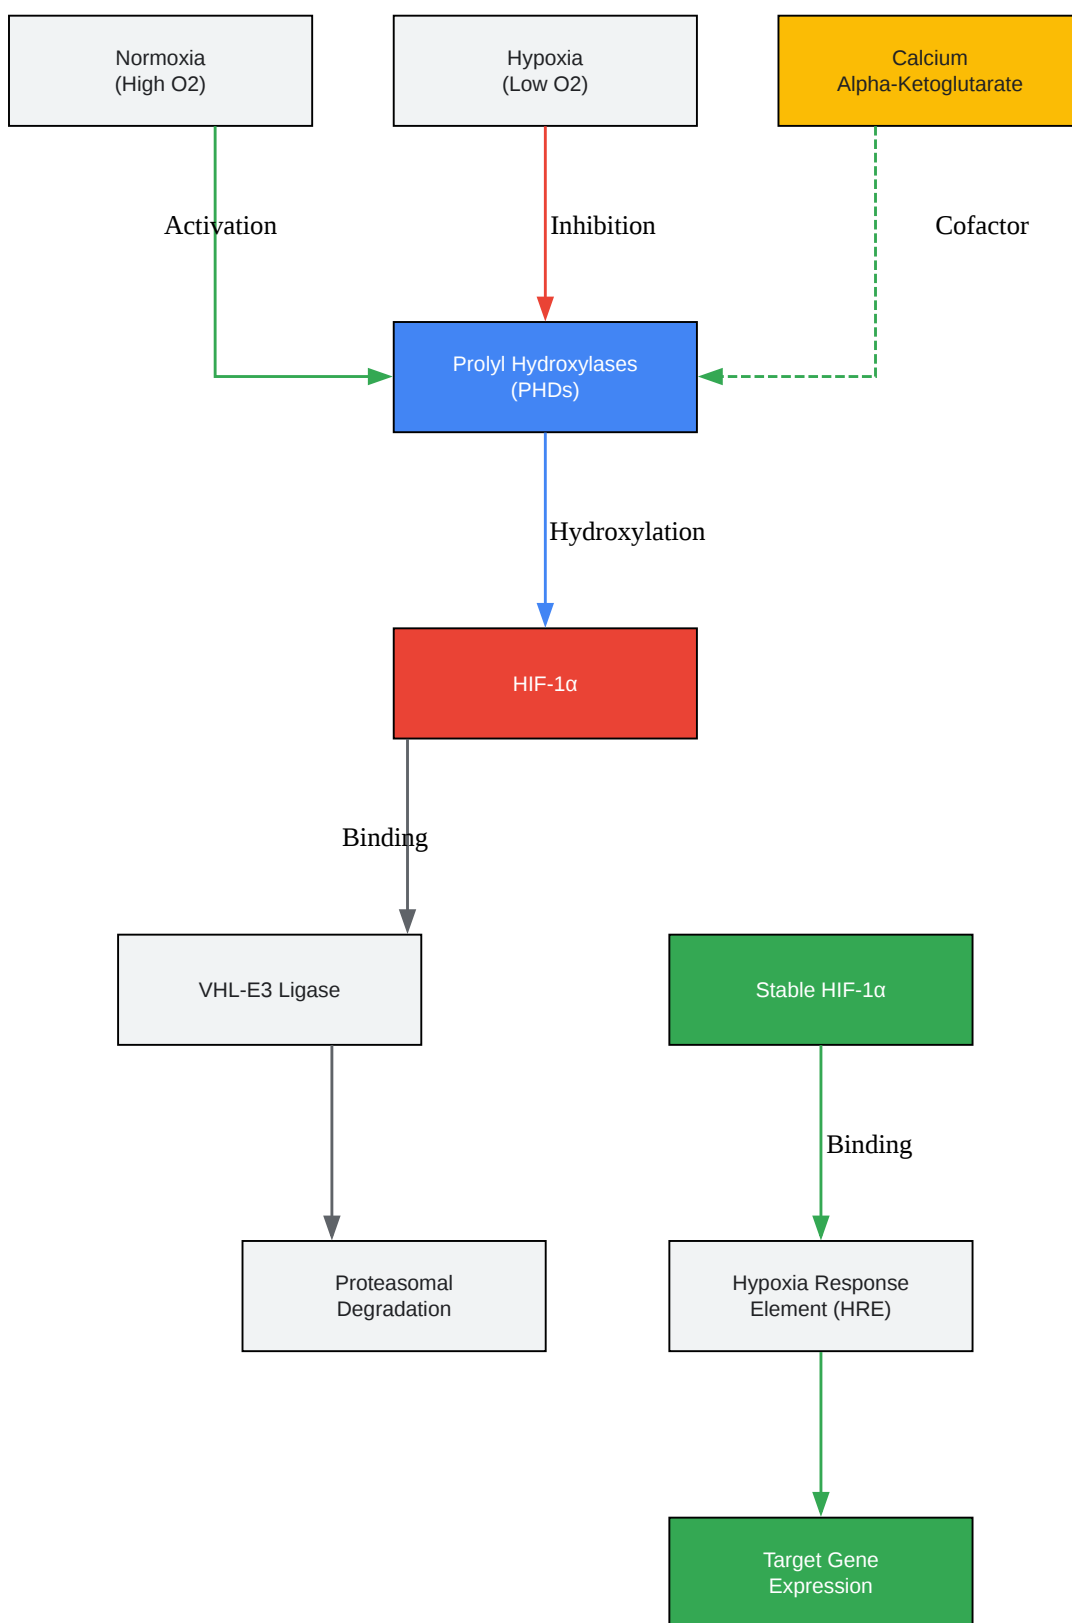 Normoxia
(High O2)
Hypoxia
(Low O2)
Calcium
Alpha-Ketoglutarate
Activation
Inhibition
Cofactor
Prolyl Hydroxylases
(PHDs)
Hydroxylation
HIF-1α
Binding
VHL-E3 Ligase
Stable HIF-1α
Binding
Proteasomal
Degradation
Hypoxia Response
Element (HRE)
Target Gene
Expression